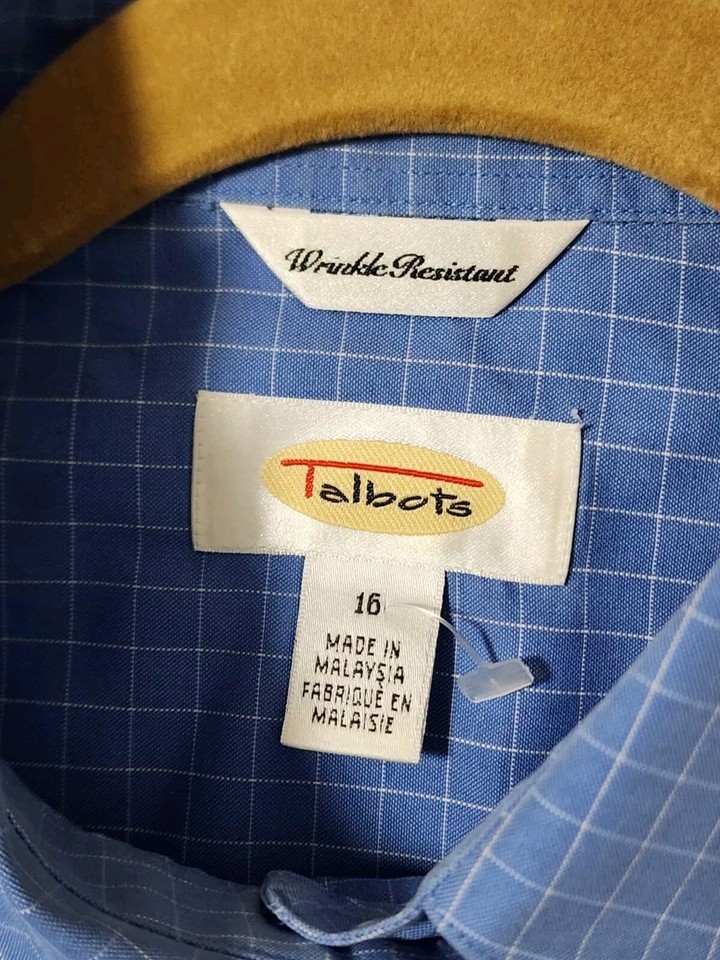 Wrinkle Resistant
Talbots
16
MADE IN
MALAYSIA
FABRIQUÉ EN
MALAISIE